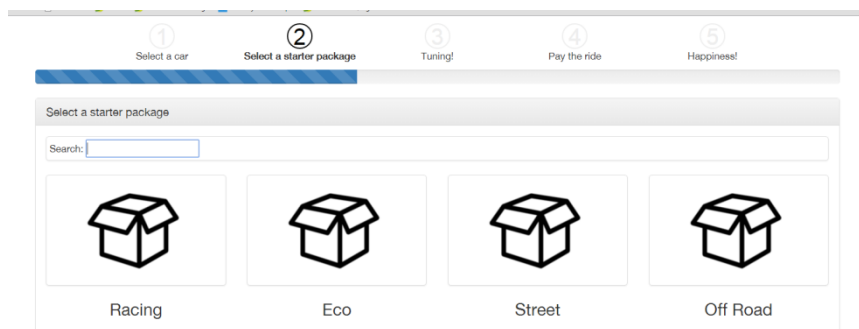 1 2 3 4 5
Select a car Select a starter package Tuning! Pay the ride Happiness!
Select a starter package
Search:
Racing Eco Street Off Road